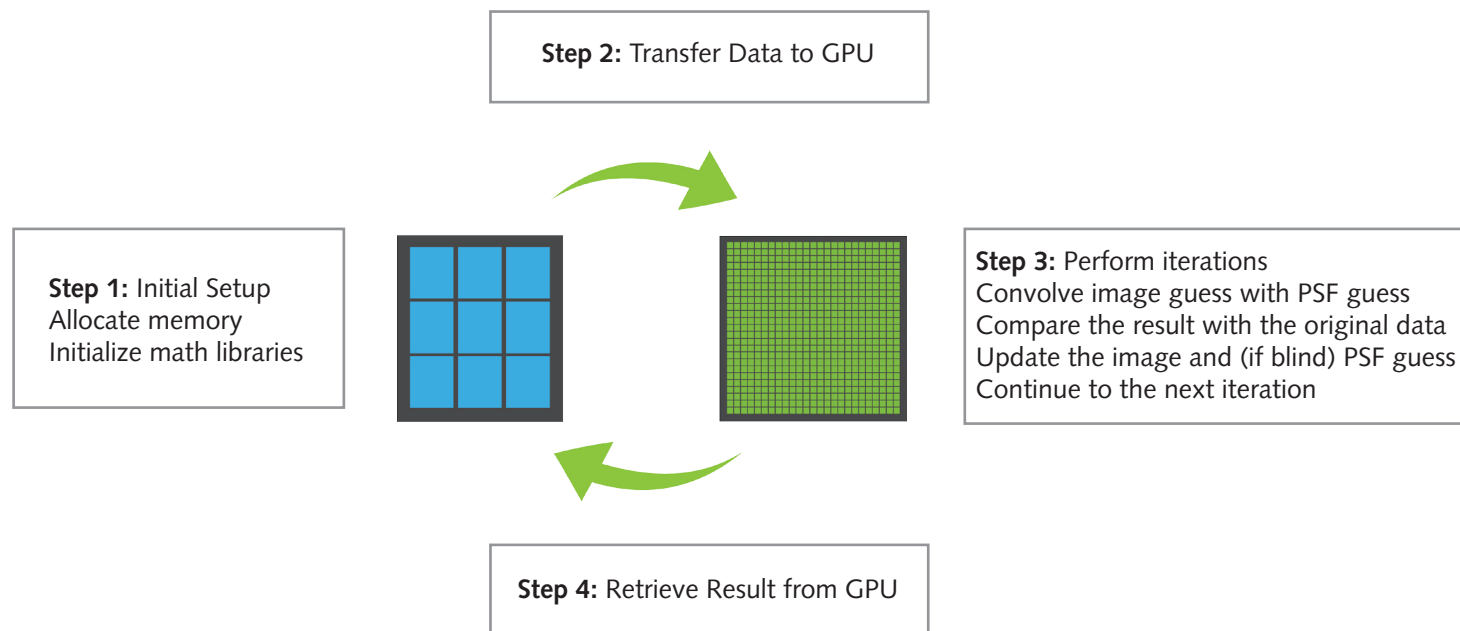 Step 2: Transfer Data to GPU
Step 1: Initial Setup
Allocate memory
Initialize math libraries
Step 3: Perform iterations
Convolve image guess with PSF guess
Compare the result with the original data
Update the image and (if blind) PSF guess
Continue to the next iteration
Step 4: Retrieve Result from GPU